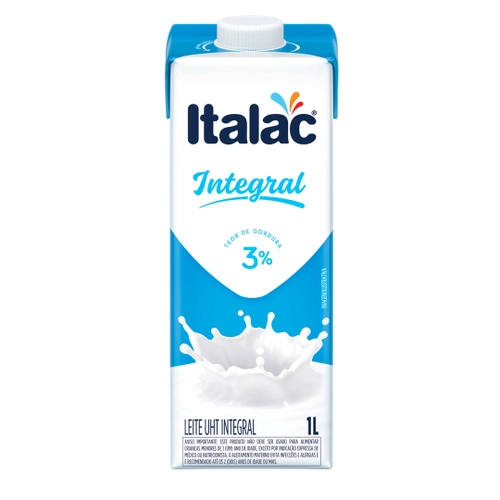 Italac®
Integral
TEOR DE GORDURA
3%
LEITE UHT INTEGRAL 1L
AVISO IMPORTANTE: ESTE PRODUTO NÃO DEVE SER USADO PARA ALIMENTAR
CRIANÇAS MENORES DE 1 (UM) ANO DE IDADE, EXCETO POR INDICAÇÃO EXPRESSA DE
MÉDICO OU NUTRICIONISTA. O ALEITAMENTO MATERNO EVITA INFECÇÕES E ALERGIAS E
É RECOMENDADO ATÉ OS 2 (DOIS) ANOS DE IDADE OU MAIS.